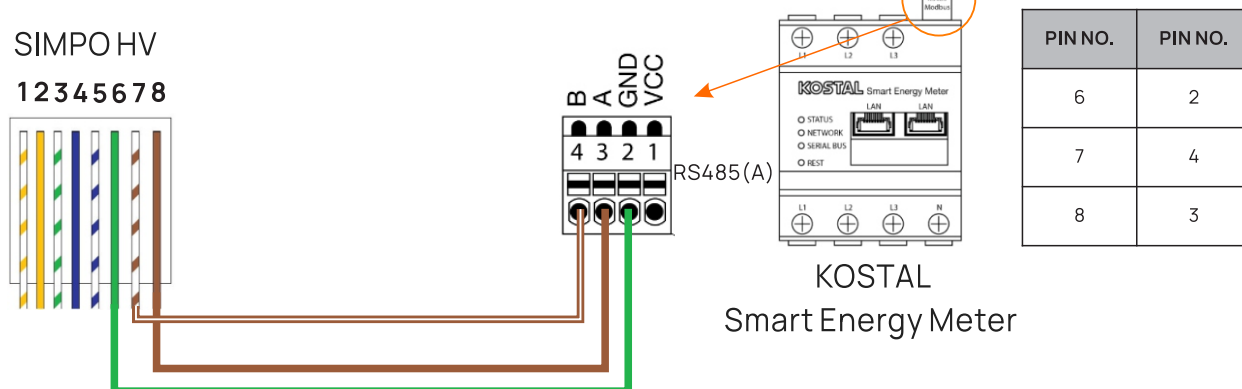 SIMPO HV
12345678
B A GND VCC
4 3 2 1
RS485(A)
Modbus
L1 L2 L3
KOSTAL Smart Energy Meter
LAN LAN
STATUS
NETWORK
SERIAL BUS
REST
L1 L2 L3 N
KOSTAL
Smart Energy Meter
PIN NO. PIN NO.
6 2
7 4
8 3